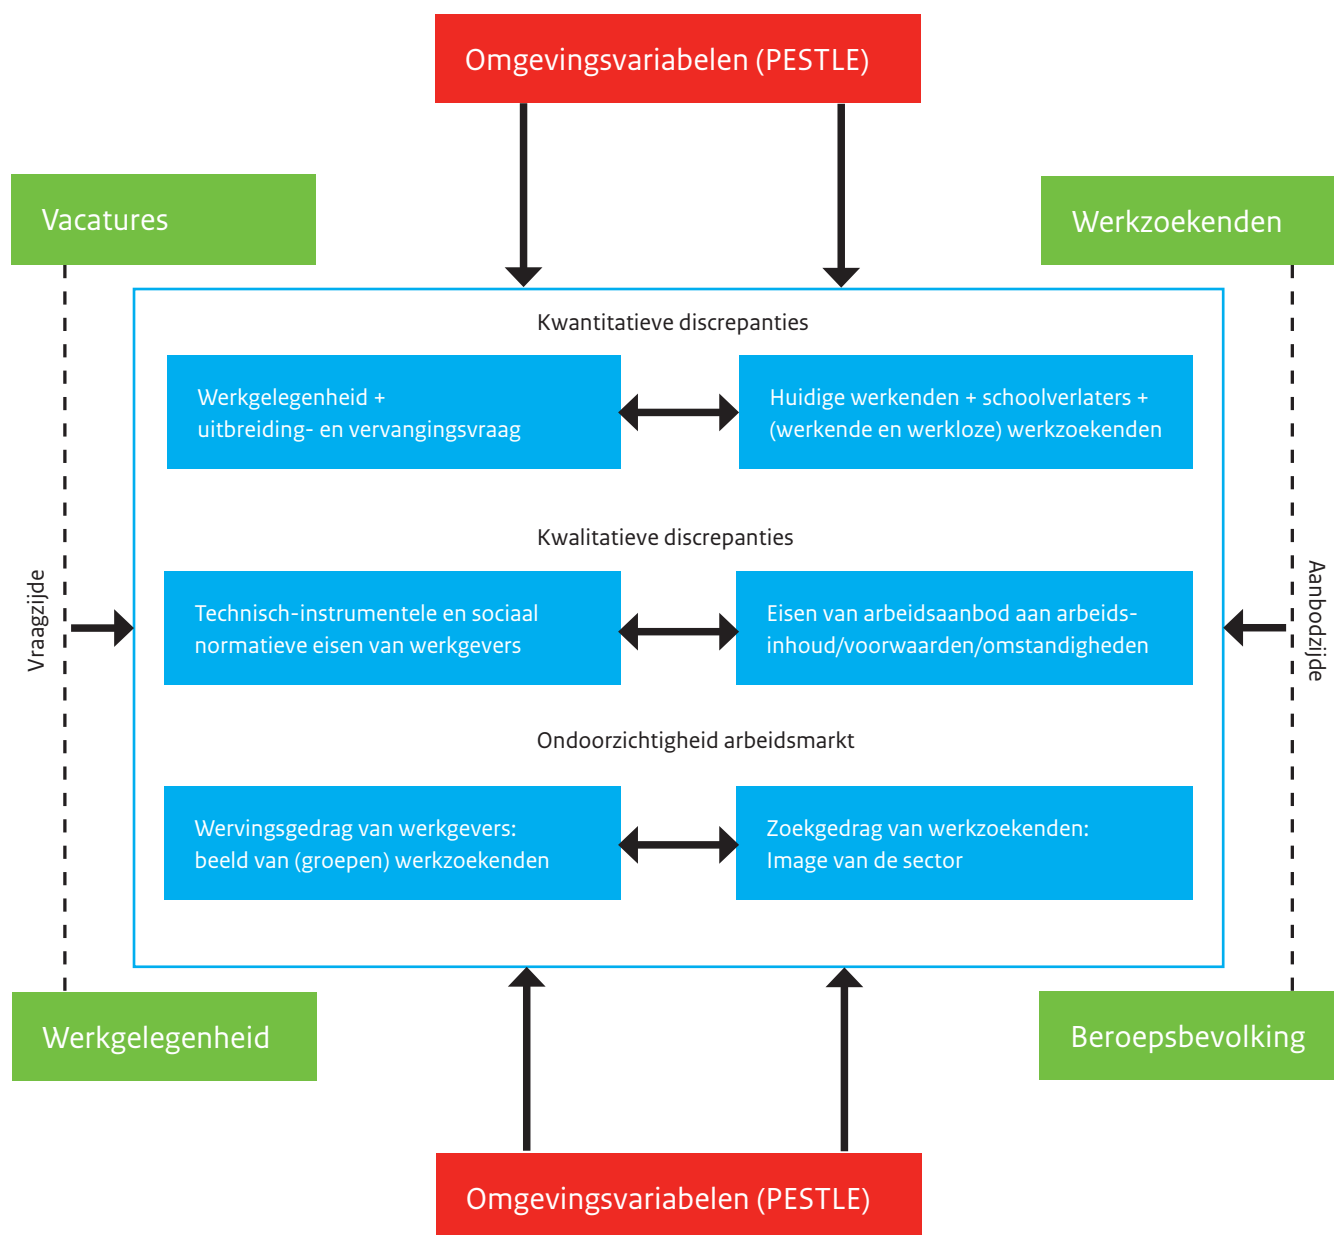 Omgevingsvariabelen (PESTLE)
Vacatures
Werkzoekenden
Kwantitatieve discrepanties
Werkgelegenheid +
uitbreiding- en vervangingsvraag
Huidige werkenden + schoolverlaters +
(werkende en werkloze) werkzoekenden
Kwalitatieve discrepanties
Vraagzijde
Technisch-instrumentele en sociaal
normatieve eisen van werkgevers
Eisen van arbeidsaanbod aan arbeids-
inhoud/voorwaarden/omstandigheden
Aanbodzijde
Ondoorzichtigheid arbeidsmarkt
Wervingsgedrag van werkgevers:
beeld van (groepen) werkzoekenden
Zoekgedrag van werkzoekenden:
Image van de sector
Werkgelegenheid
Beroepsbevolking
Omgevingsvariabelen (PESTLE)